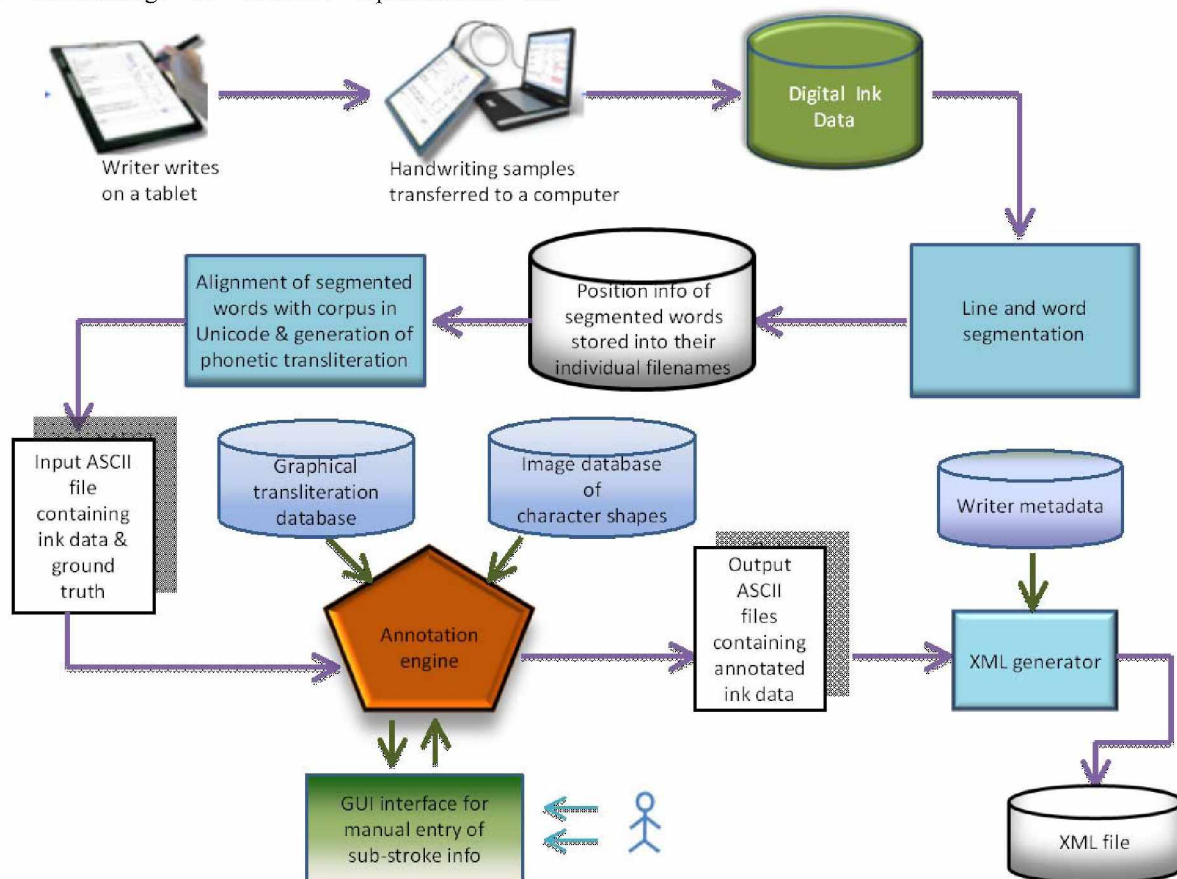 Writer writes
on a tablet
Handwriting samples
transferred to a computer
Digital Ink
Data
Line and word
segmentation
Position info of
segmented words
stored into their
individual filenames
Alignment of segmented
words with corpus in
Unicode & generation of
phonetic transliteration
Input ASCII
file
containing
ink data &
ground
truth
Graphical
transliteration
database
Image database
of
character shapes
Annotation
engine
GUI interface for
manual entry of
sub-stroke info
Output
ASCII
files
containing
annotated
ink data
Writer metadata
XML generator
XML file